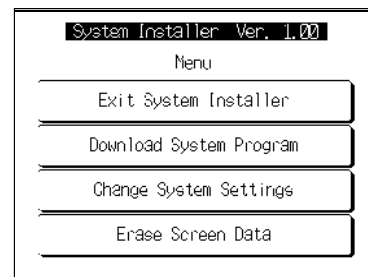 System Installer Ver. 1.00
Menu
Exit System Installer
Download System Program
Change System Settings
Erase Screen Data